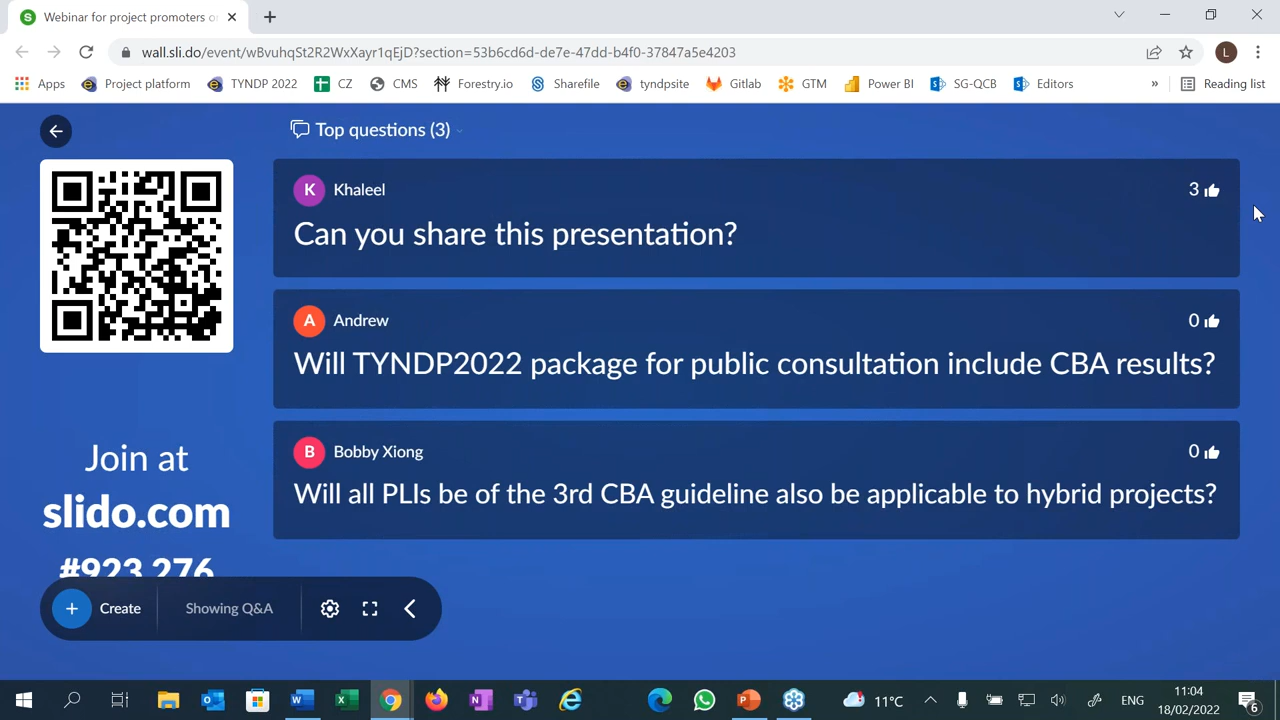 Webinar for project promoters or
wall.sli.do/event/wBvuhqSt2R2WxXayr1qEjD?section=53b6cd6d-de7e-47dd-b4f0-37847a5e4203
L
Apps Project platform TYNDP 2022 CZ CMS Forestry.io Sharefile tyndpsite Gitlab GTM Power BI SG-QCB Editors » Reading list
Top questions (3)
K Khaleel 3
Can you share this presentation?
A Andrew 0
Will TYNDP2022 package for public consultation include CBA results?
B Bobby Xiong 0
Will all PLIs be of the 3rd CBA guideline also be applicable to hybrid projects?
Join at
slido.com
#923 276
Create Showing Q&A
11°C ENG 11:04
18/02/2022
6